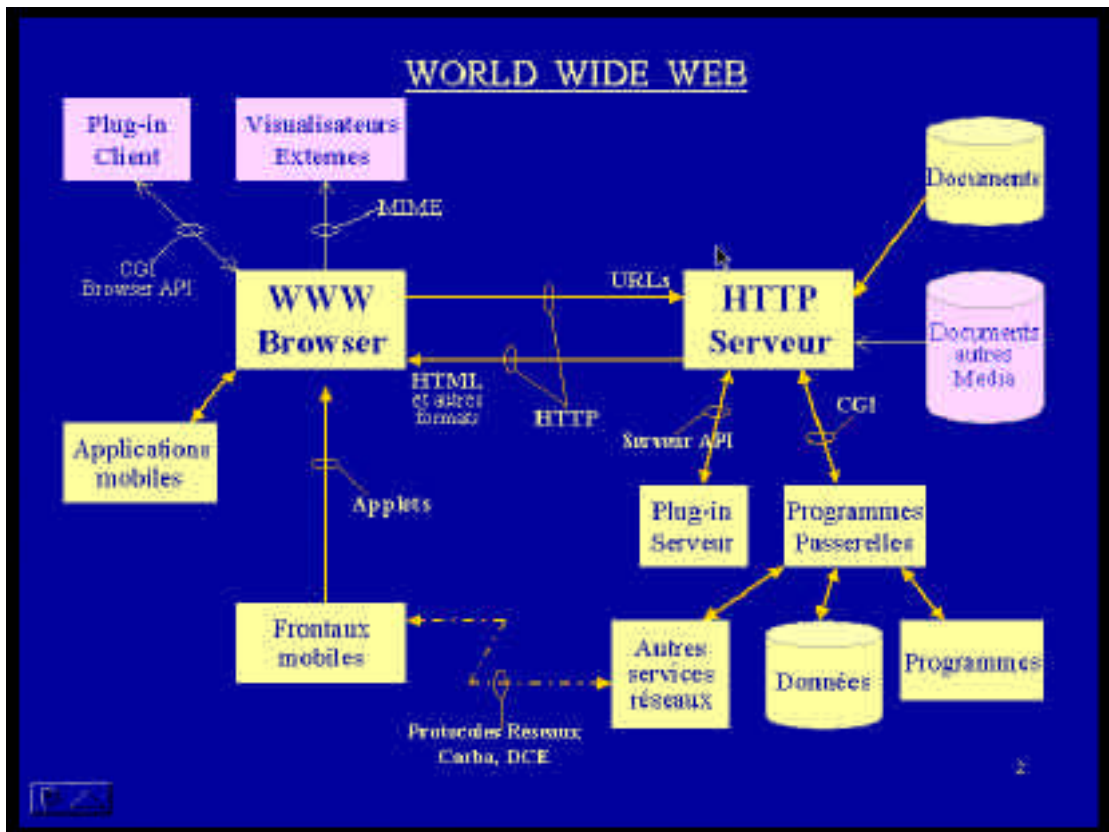 WORLD WIDE WEB
Plug-in
Client
Visualisateurs
Externes
Documents
MIME
CGI
Browser API
WWW
Browser
URLs
HTTP
Serveur
Documents
autres
Media
HTML
et autres
formats
HTTP
CGI
Serveur API
Applications
mobiles
Applets
Plug-in
Serveur
Programmes
Passerelles
Frontaux
mobiles
Autres
services
réseaux
Données
Programmes
Protocoles Réseaux
Corba, DCE
2